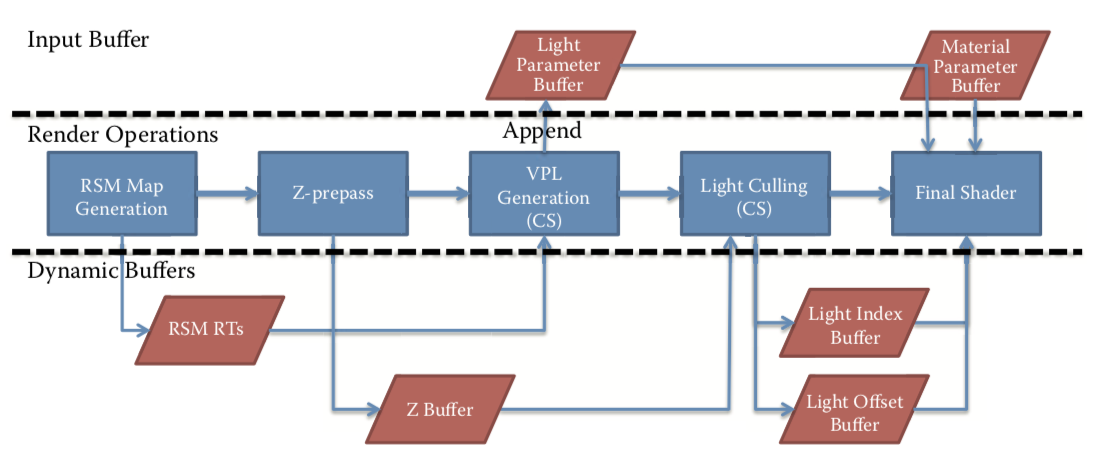 Input Buffer
Light
Parameter
Buffer
Material
Parameter
Buffer
Render Operations
Append
RSM Map
Generation
Z-prepass
VPL
Generation
(CS)
Light Culling
(CS)
Final Shader
Dynamic Buffers
RSM RTs
Light Index
Buffer
Z Buffer
Light Offset
Buffer